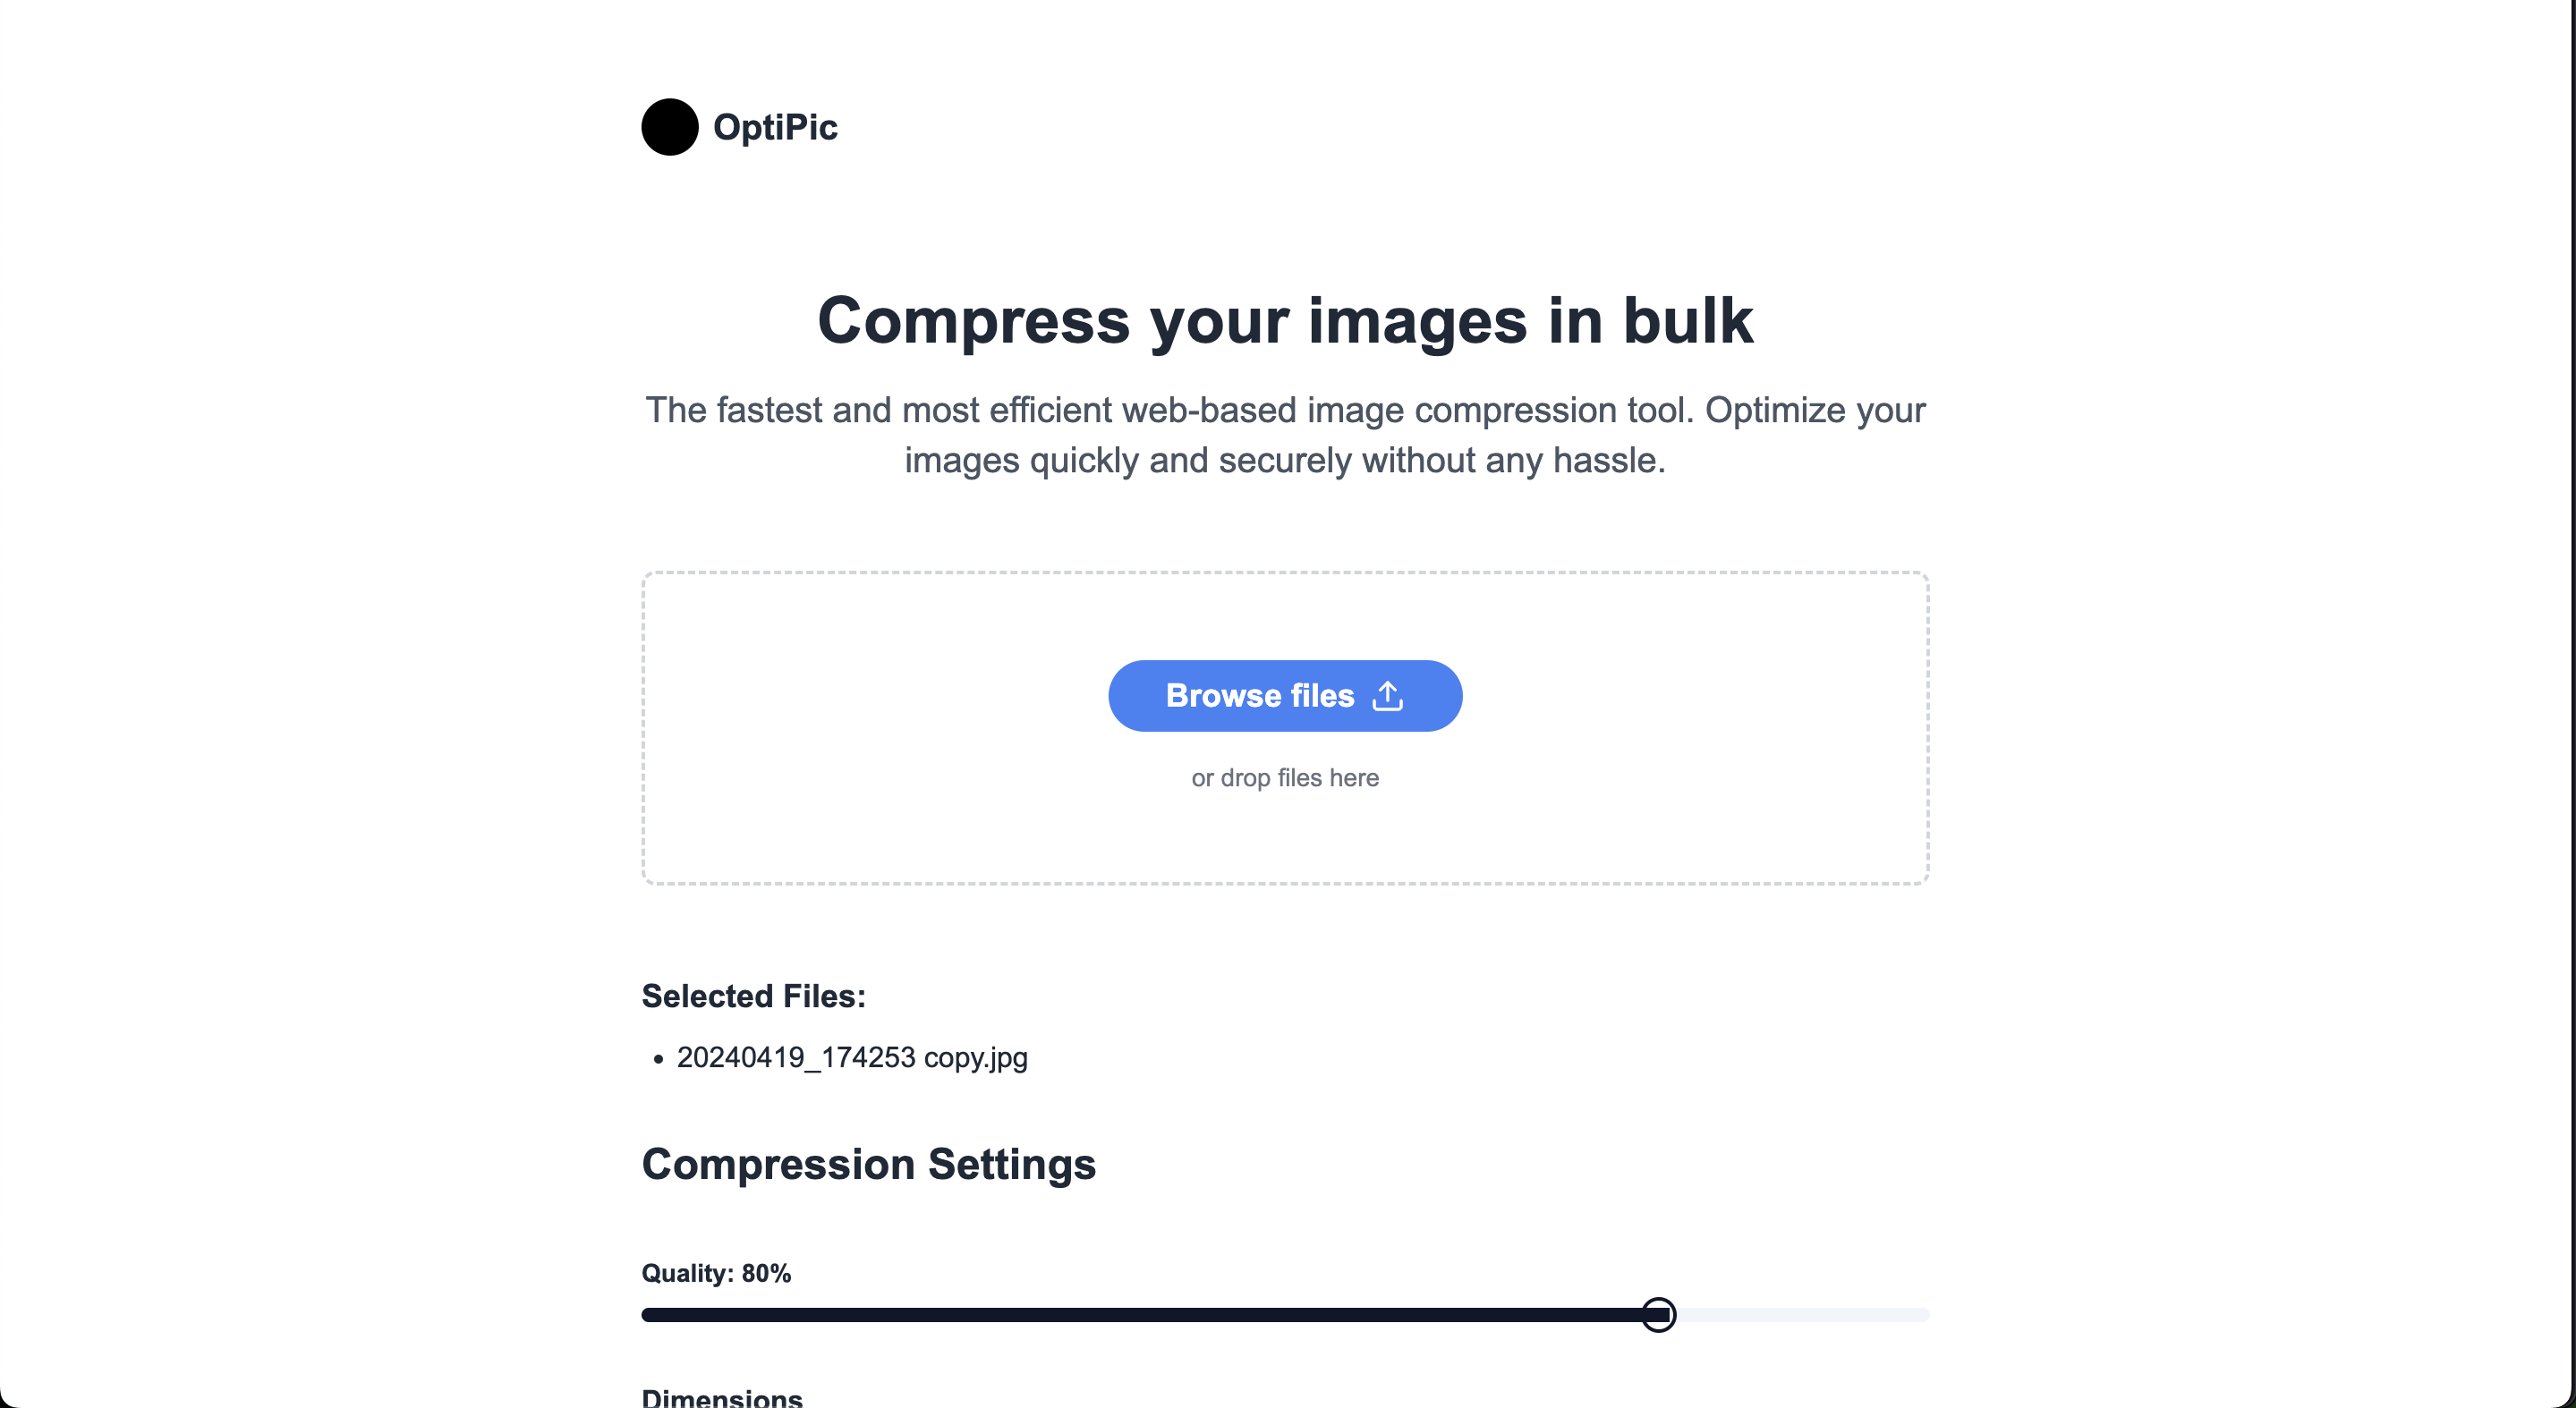 OptiPic
Compress your images in bulk
The fastest and most efficient web-based image compression tool. Optimize your
images quickly and securely without any hassle.
Browse files
or drop files here
Selected Files:
20240419_174253 copy.jpg
Compression Settings
Quality: 80%
Dimensions